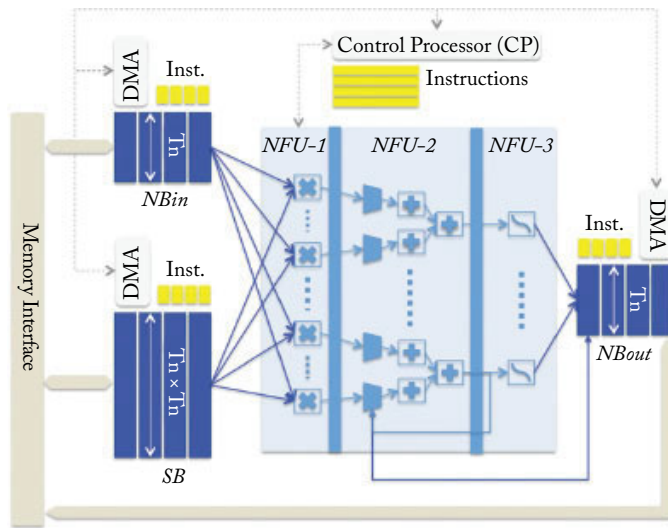 Control Processor (CP)
DMA
Inst.
Instructions
Tn
NBin
NFU-1
NFU-2
NFU-3
Memory Interface
DMA
Inst.
Tn × Tn
SB
DMA
Inst.
Tn
NBout